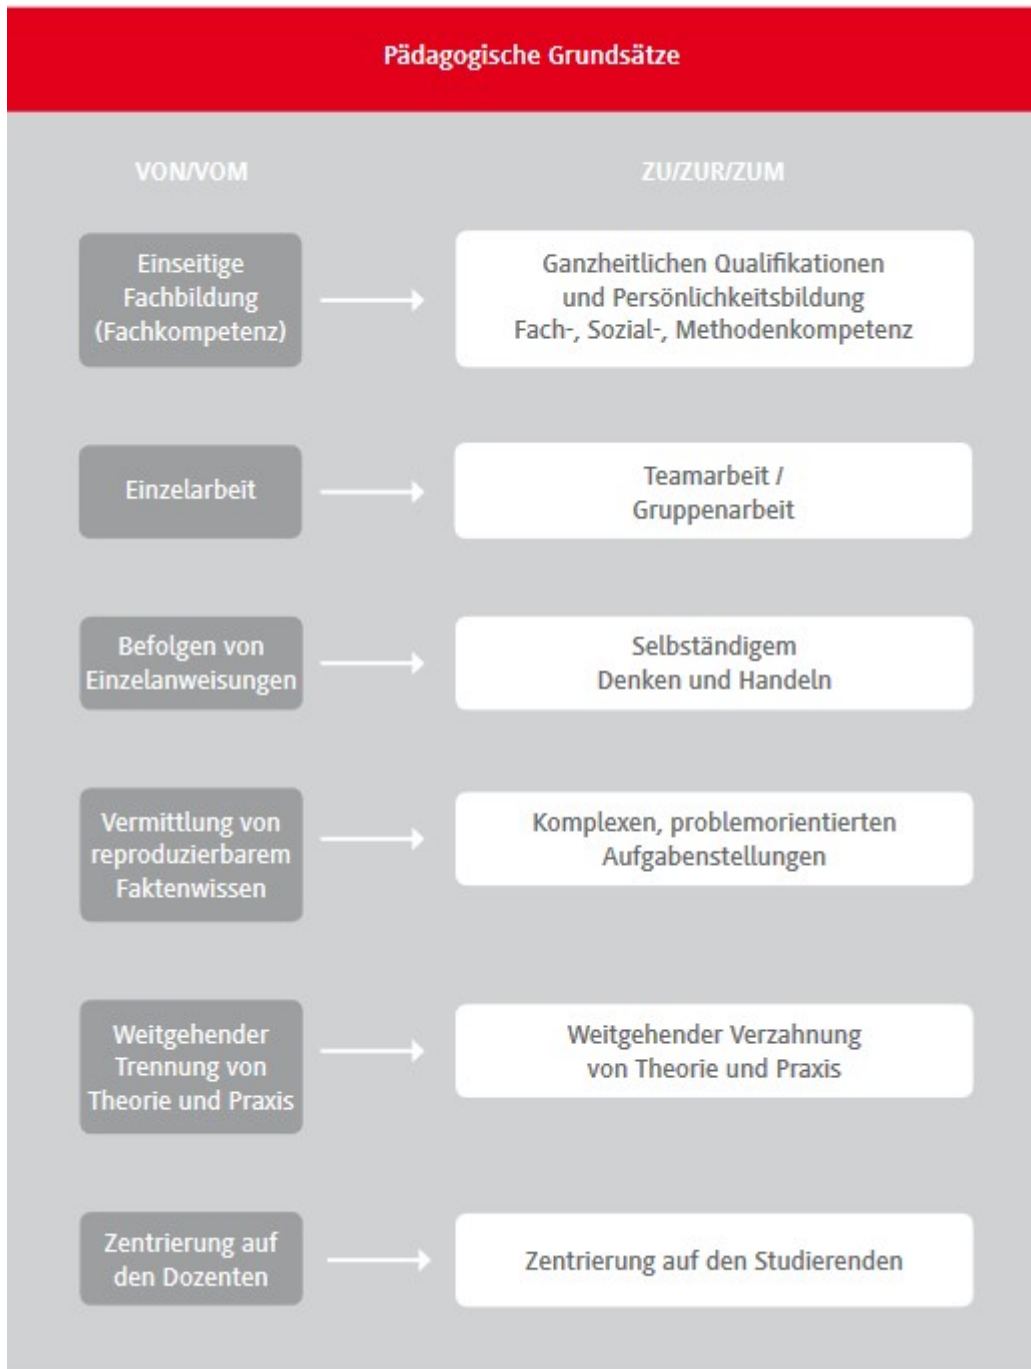 Pädagogische Grundsätze
VON/VOM
ZU/ZUR/ZUM
Einseitige
Fachbildung
(Fachkompetenz)
Ganzheitlichen Qualifikationen
und Persönlichkeitsbildung
Fach-, Sozial-, Methodenkompetenz
Einzelarbeit
Teamarbeit /
Gruppenarbeit
Befolgen von
Einzelanweisungen
Selbständigem
Denken und Handeln
Vermittlung von
reproduzierbarem
Faktenwissen
Komplexen, problemorientierten
Aufgabenstellungen
Weitgehender
Trennung von
Theorie und Praxis
Weitgehender Verzahnung
von Theorie und Praxis
Zentrierung auf
den Dozenten
Zentrierung auf den Studierenden